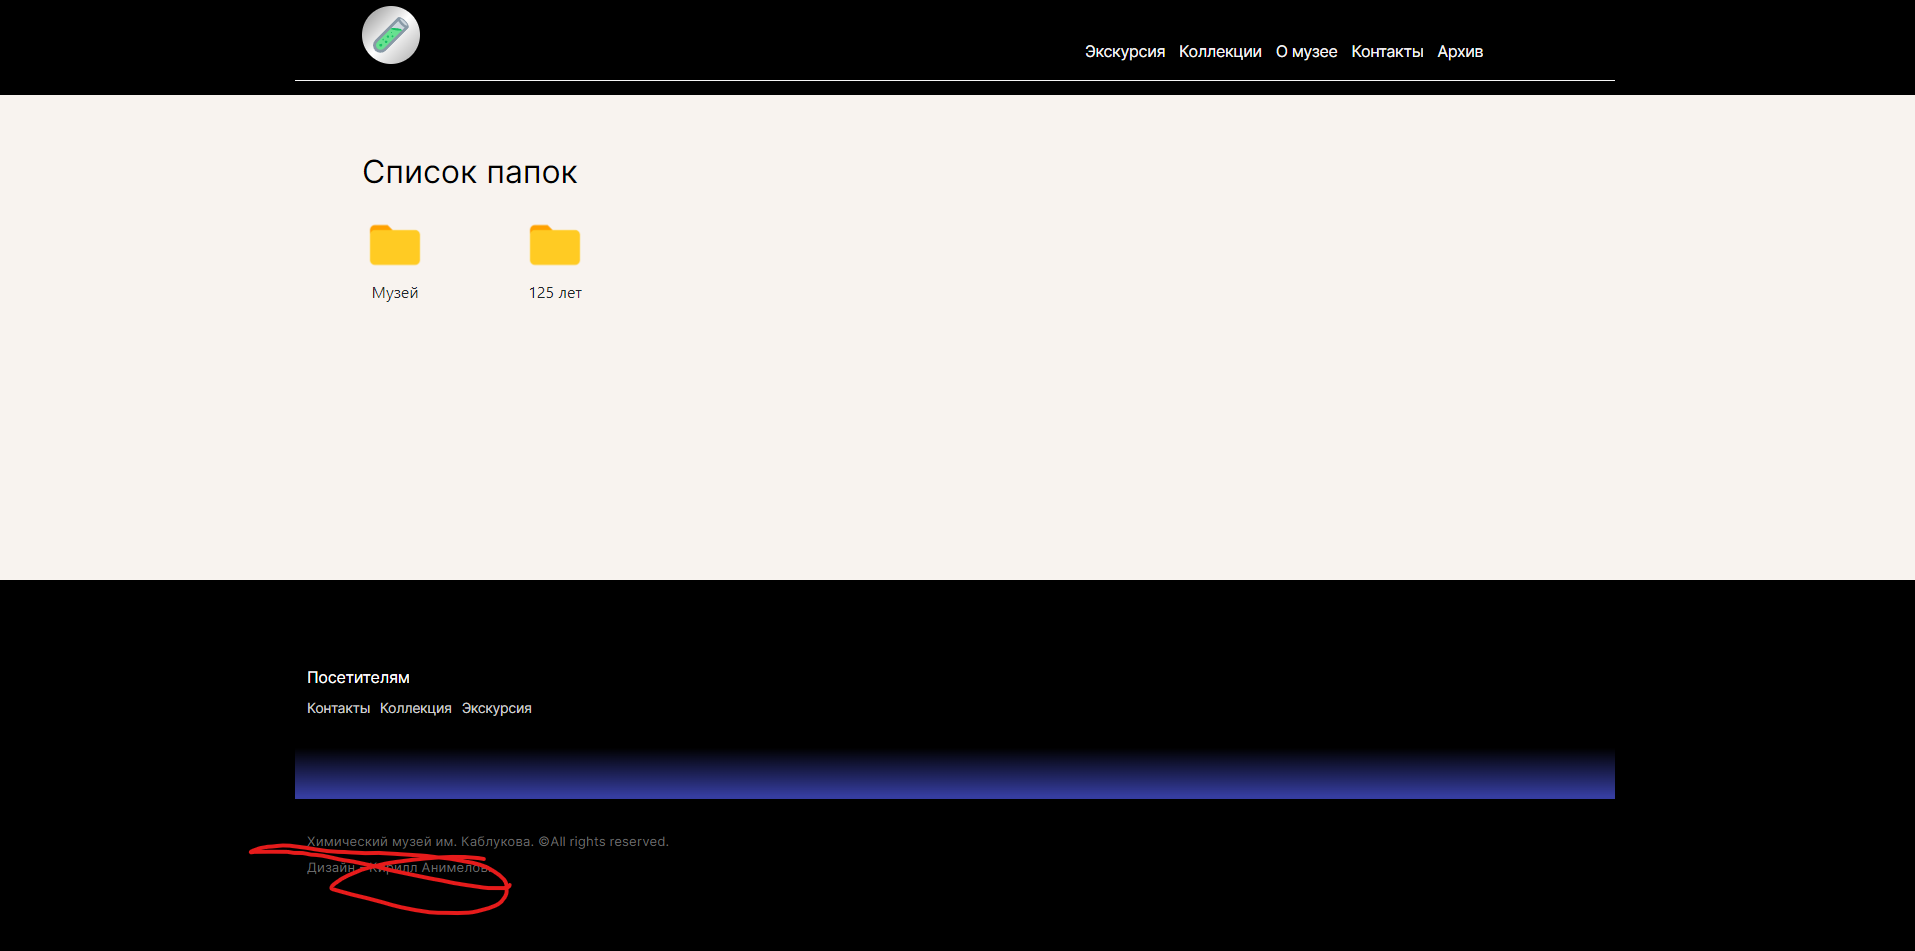 Экскурсия Коллекции О музее Контакты Архив
Список папок
Музей 125 лет
Посетителям
Контакты Коллекция Экскурсия
Химический музей им. Каблукова. ©All rights reserved.
Дизайн - Кирилл Анимелов.